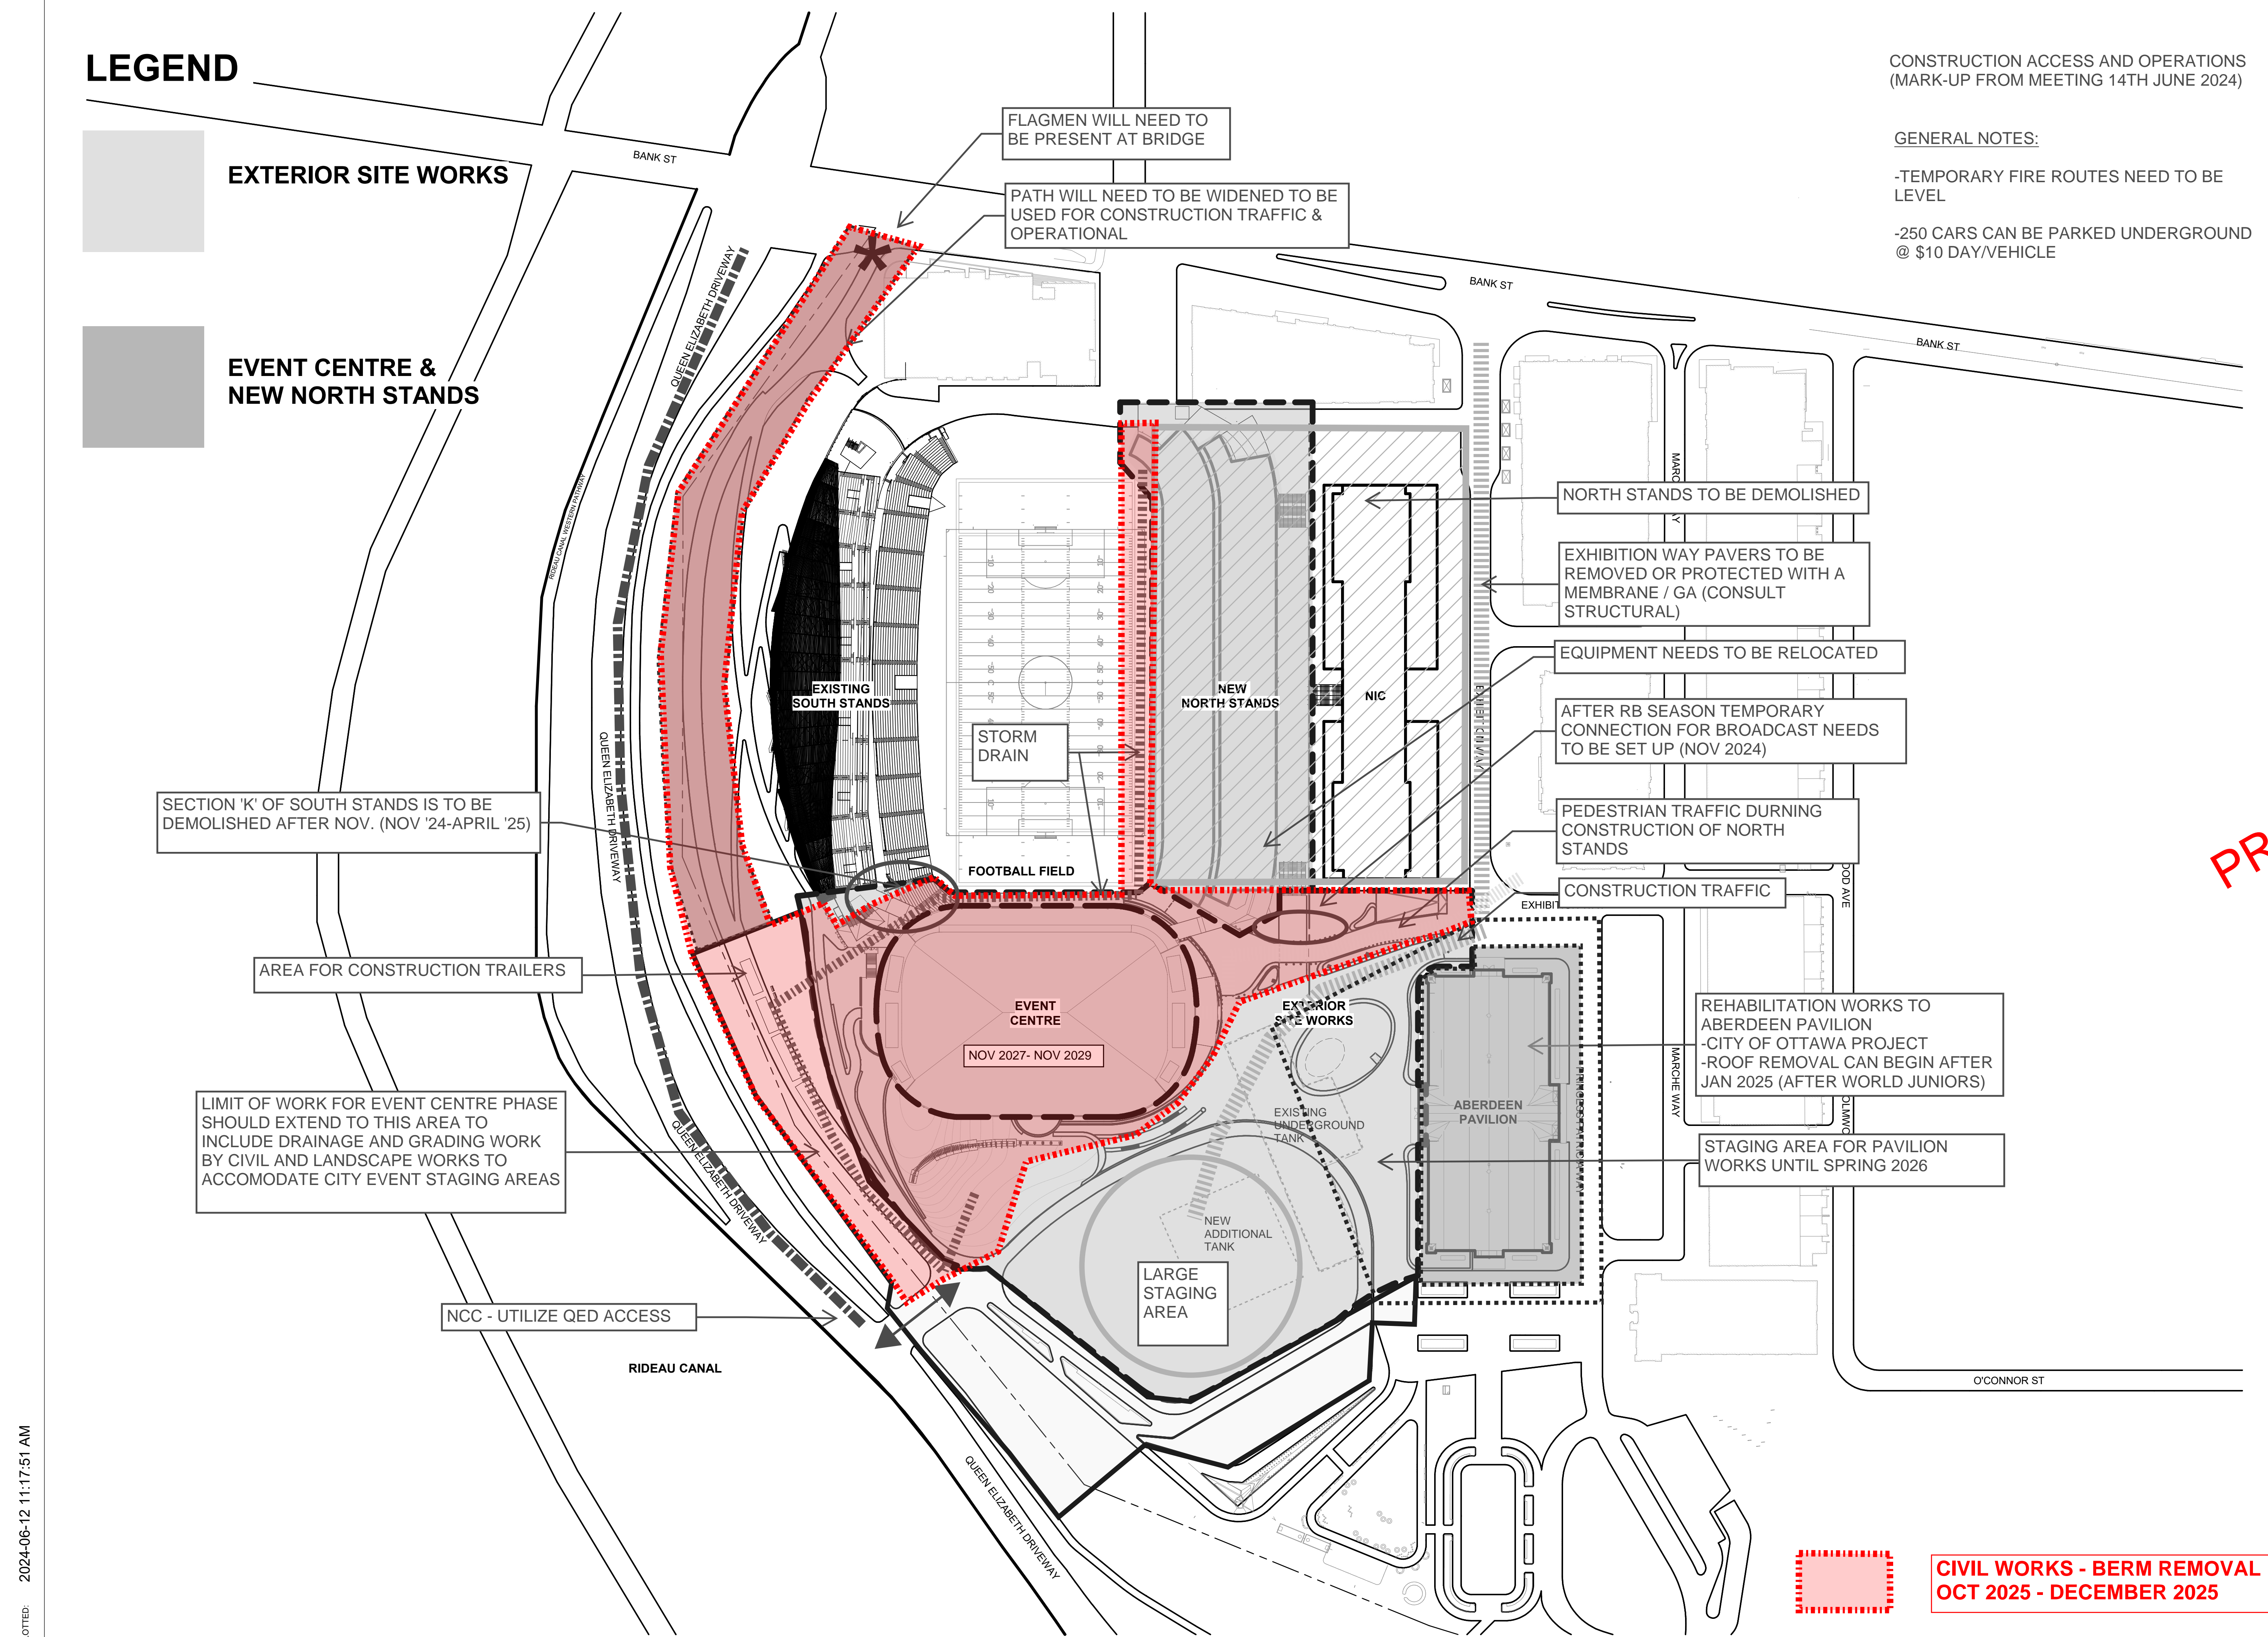 LEGEND
EXTERIOR SITE WORKS
EVENT CENTRE &
NEW NORTH STANDS
CONSTRUCTION ACCESS AND OPERATIONS
(MARK-UP FROM MEETING 14TH JUNE 2024)
GENERAL NOTES:
-TEMPORARY FIRE ROUTES NEED TO BE
LEVEL
-250 CARS CAN BE PARKED UNDERGROUND
@ $10 DAY/VEHICLE
FLAGMEN WILL NEED TO
BE PRESENT AT BRIDGE
PATH WILL NEED TO BE WIDENED TO BE
USED FOR CONSTRUCTION TRAFFIC &
OPERATIONAL
BANK ST
BANK ST
BANK ST
QUEEN ELIZABETH DRIVEWAY
RIDEAU CANAL WESTERN PATHWAY
QUEEN ELIZABETH DRIVEWAY
EXISTING
SOUTH STANDS
STORM
DRAIN
FOOTBALL FIELD
NEW
NORTH STANDS
NIC
EXHIBITION WAY
NORTH STANDS TO BE DEMOLISHED
EXHIBITION WAY PAVERS TO BE
REMOVED OR PROTECTED WITH A
MEMBRANE / GA (CONSULT
STRUCTURAL)
EQUIPMENT NEEDS TO BE RELOCATED
AFTER RB SEASON TEMPORARY
CONNECTION FOR BROADCAST NEEDS
TO BE SET UP (NOV 2024)
PEDESTRIAN TRAFFIC DURNING
CONSTRUCTION OF NORTH
STANDS
CONSTRUCTION TRAFFIC
EXHIBIT
PR
SECTION 'K' OF SOUTH STANDS IS TO BE
DEMOLISHED AFTER NOV. (NOV '24-APRIL '25)
AREA FOR CONSTRUCTION TRAILERS
LIMIT OF WORK FOR EVENT CENTRE PHASE
SHOULD EXTEND TO THIS AREA TO
INCLUDE DRAINAGE AND GRADING WORK
BY CIVIL AND LANDSCAPE WORKS TO
ACCOMODATE CITY EVENT STAGING AREAS
NCC - UTILIZE QED ACCESS
RIDEAU CANAL
QUEEN ELIZABETH DRIVEWAY
QUEEN ELIZABETH DRIVEWAY
EVENT
CENTRE
NOV 2027- NOV 2029
EXTERIOR
SITE WORKS
EXISTING
UNDERGROUND
TANK
NEW
ADDITIONAL
TANK
LARGE
STAGING
AREA
ABERDEEN
PAVILION
MARCHE WAY
REHABILITATION WORKS TO
ABERDEEN PAVILION
-CITY OF OTTAWA PROJECT
-ROOF REMOVAL CAN BEGIN AFTER
JAN 2025 (AFTER WORLD JUNIORS)
STAGING AREA FOR PAVILION
WORKS UNTIL SPRING 2026
O'CONNOR ST
CIVIL WORKS - BERM REMOVAL
OCT 2025 - DECEMBER 2025
2024-06-12 11:17:51 AM